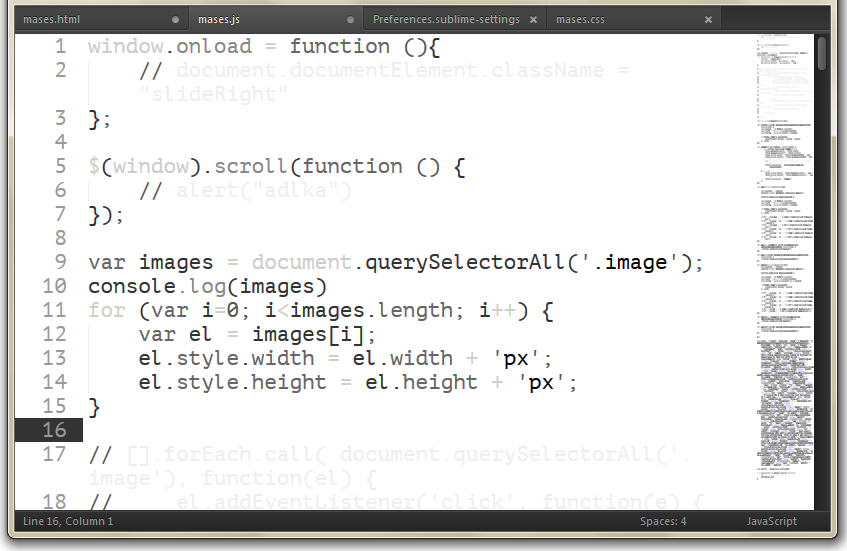 mases.html
mases.js
Preferences.sublime-settings
mases.css
1 window.onload = function (){
2 // document.documentElement.className =
"slideRight"
3 };
4
5 $(window).scroll(function () {
6 // alert("adlka")
7 });
8
9 var images = document.querySelectorAll('.image');
10 console.log(images)
11 for (var i=0; i<images.length; i++) {
12 var el = images[i];
13 el.style.width = el.width + 'px';
14 el.style.height = el.height + 'px';
15 }
16
17 // [].forEach.call( document.querySelectorAll('.
image'), function(el) {
18 // el.addEventListener('click', function(e) {
Line 16, Column 1
Spaces: 4
JavaScript